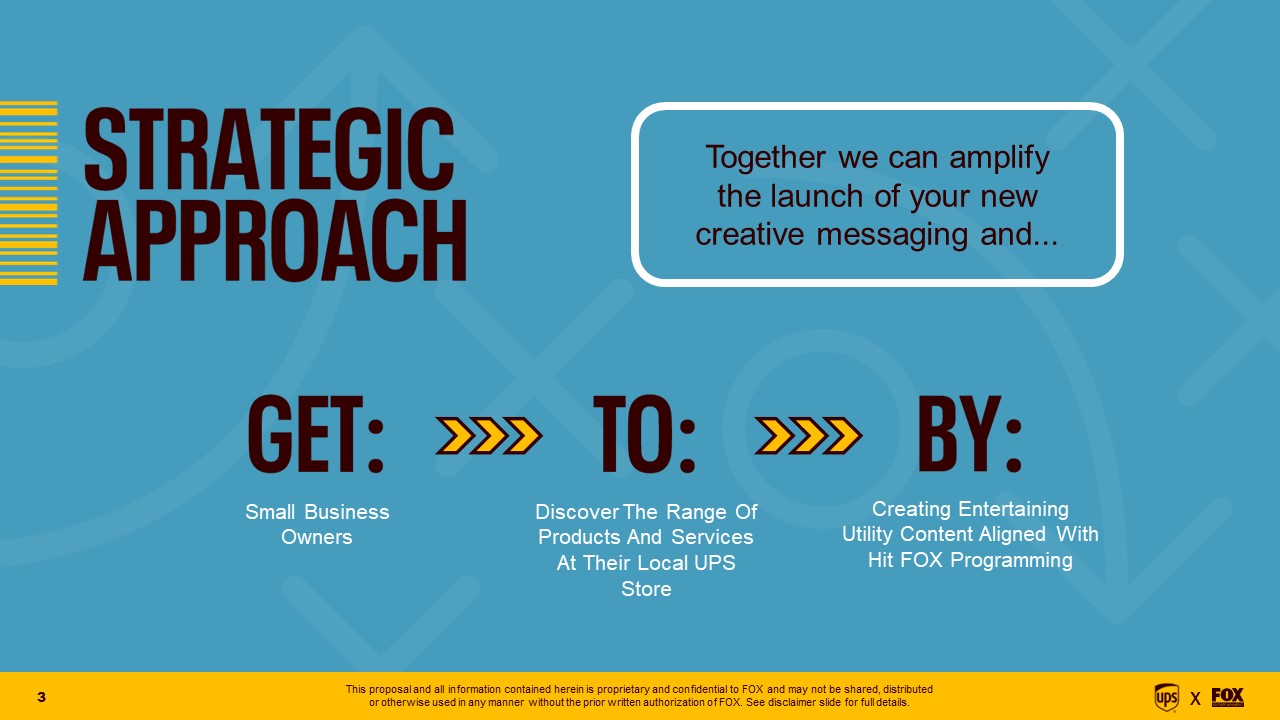 STRATEGIC
APPROACH
Together we can amplify
the launch of your new
creative messaging and...
GET:
Small Business
Owners
TO:
Discover The Range Of
Products And Services
At Their Local UPS
Store
BY:
Creating Entertaining
Utility Content Aligned With
Hit FOX Programming
3
This proposal and all information contained herein is proprietary and confidential to FOX and may not be shared, distributed
or otherwise used in any manner without the prior written authorization of FOX. See disclaimer slide for full details.
ups X FOX